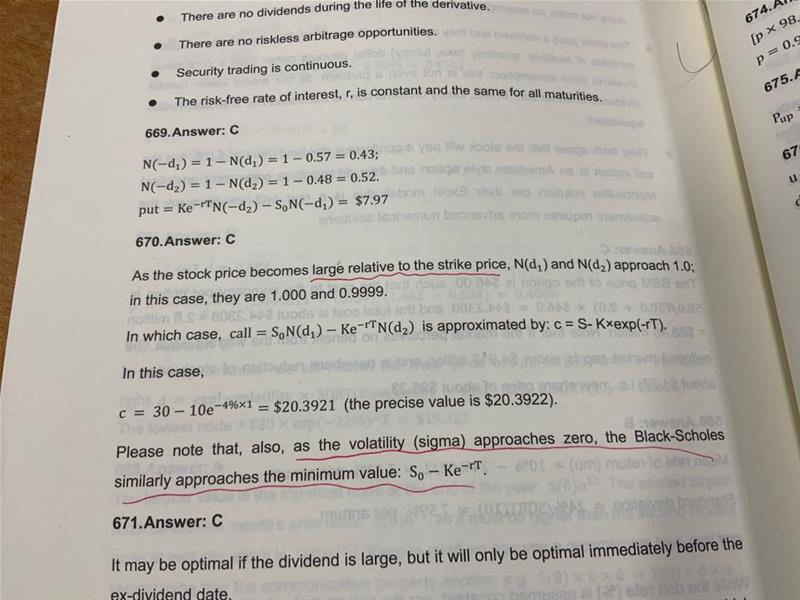 ● There are no dividends during the life of the derivative.
● There are no riskless arbitrage opportunities.
● Security trading is continuous.
● The risk-free rate of interest, r, is constant and the same for all maturities.
669.Answer: C
N(−d₁) = 1 − N(d₁) = 1 − 0.57 = 0.43;
N(−d₂) = 1 − N(d₂) = 1 − 0.48 = 0.52.
put = Ke⁻ʳᵀN(−d₂) − S₀N(−d₁) = $7.97
670.Answer: C
As the stock price becomes large relative to the strike price, N(d₁) and N(d₂) approach 1.0;
in this case, they are 1.000 and 0.9999.
In which case, call = S₀N(d₁) − Ke⁻ʳᵀN(d₂) is approximated by: c = S- K×exp(-rT).
In this case,
c = 30 − 10e^−4%×1 = $20.3921 (the precise value is $20.3922).
Please note that, also, as the volatility (sigma) approaches zero, the Black-Scholes
similarly approaches the minimum value: S₀ − Ke⁻ʳᵀ.
671.Answer: C
It may be optimal if the dividend is large, but it will only be optimal immediately before the
ex-dividend date.
674.
[p × 98.
p = 0.9
675.
Pup
u